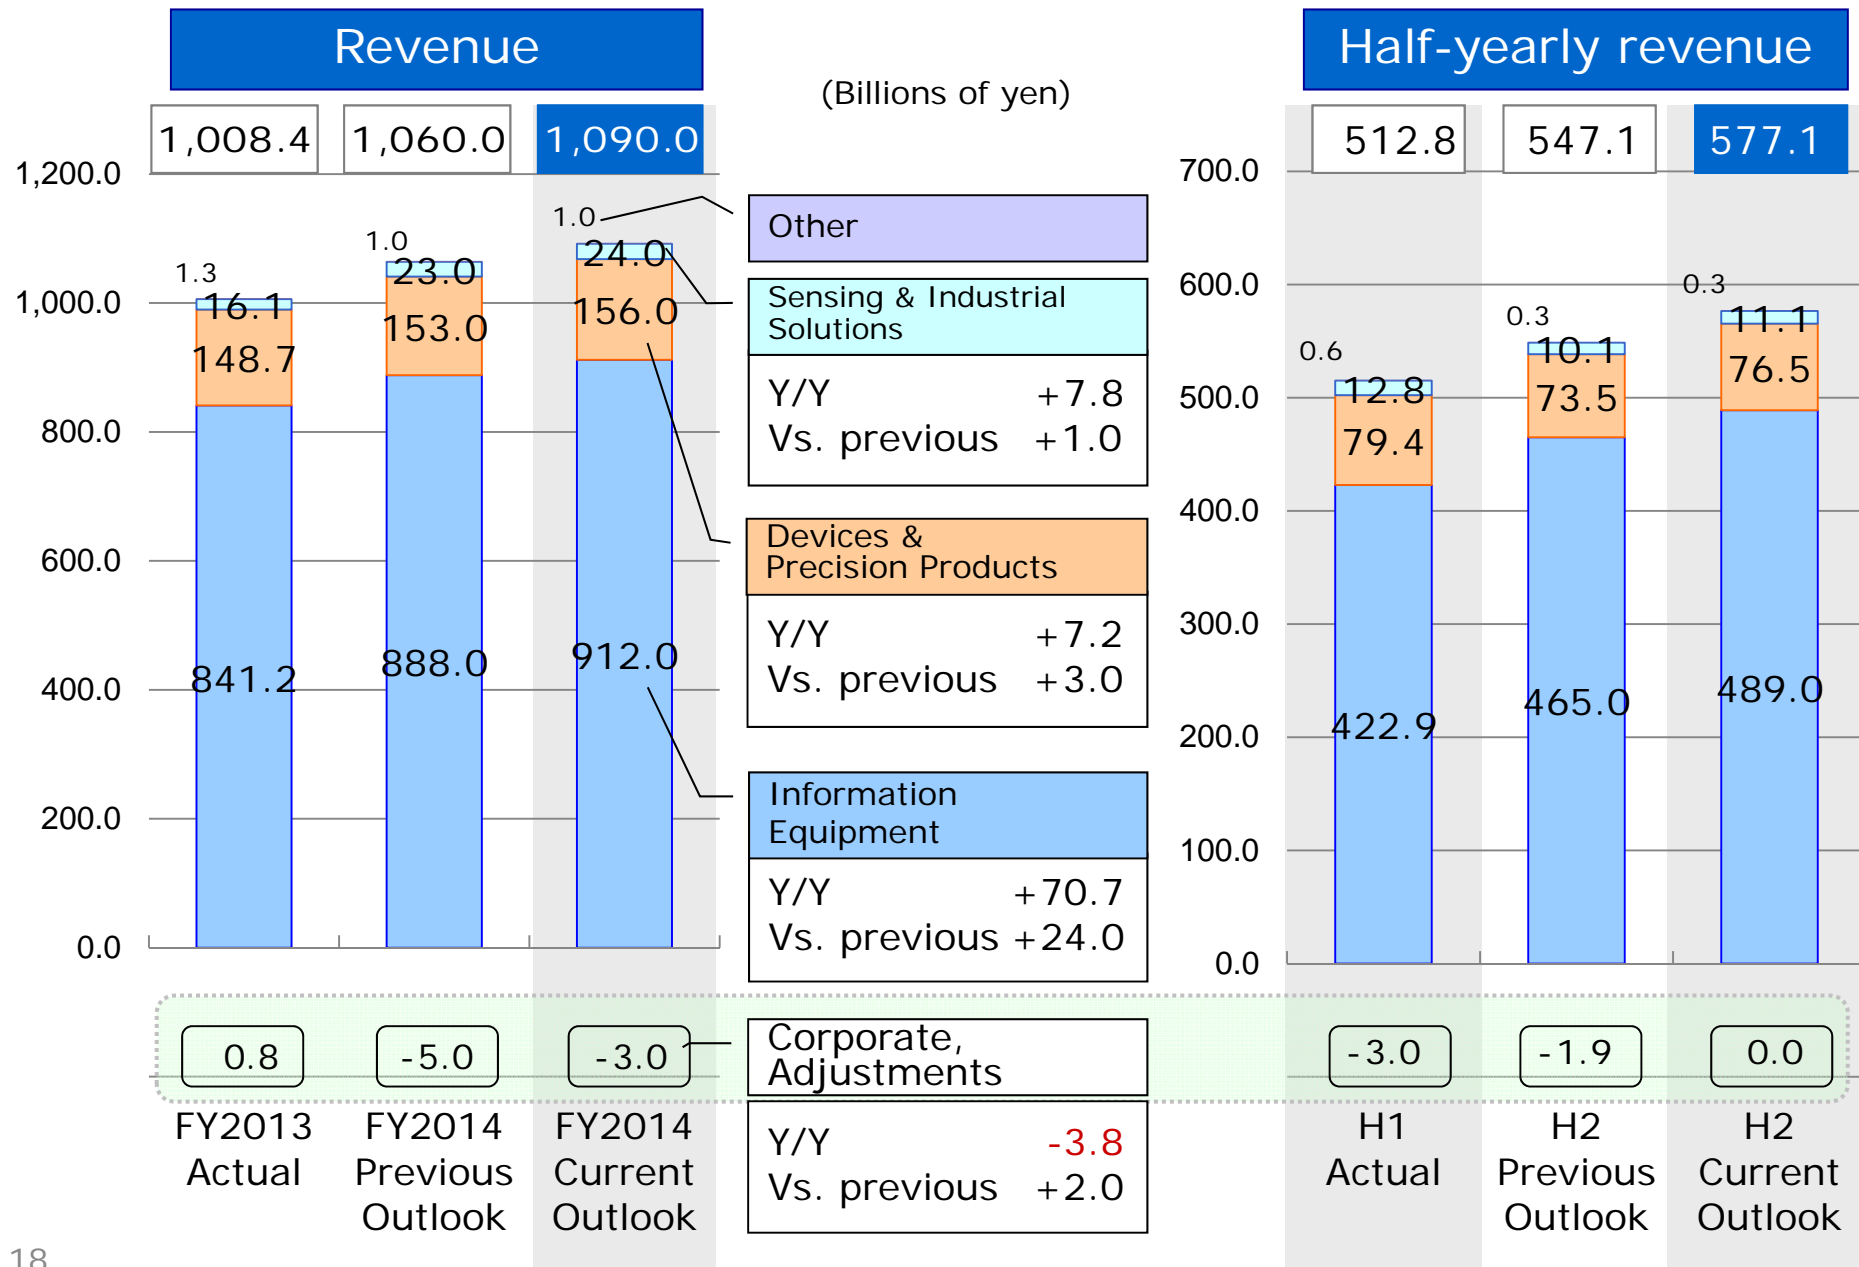 Revenue
(Billions of yen)
Half-yearly revenue
1,008.4
1,060.0
1,090.0
1,200.0
1,000.0
800.0
600.0
400.0
200.0
0.0
1.3
16.1
148.7
841.2
1.0
23.0
153.0
888.0
1.0
24.0
156.0
912.0
Other
Sensing & Industrial
Solutions
Y/Y +7.8
Vs. previous +1.0
Devices &
Precision Products
Y/Y +7.2
Vs. previous +3.0
Information
Equipment
Y/Y +70.7
Vs. previous +24.0
512.8
547.1
577.1
700.0
600.0
500.0
400.0
300.0
200.0
100.0
0.0
0.6
12.8
79.4
422.9
0.3
10.1
73.5
465.0
0.3
11.1
76.5
489.0
0.8
-5.0
-3.0
Corporate,
Adjustments
Y/Y -3.8
Vs. previous +2.0
-3.0
-1.9
0.0
FY2013
Actual
FY2014
Previous
Outlook
FY2014
Current
Outlook
H1
Actual
H2
Previous
Outlook
H2
Current
Outlook
18